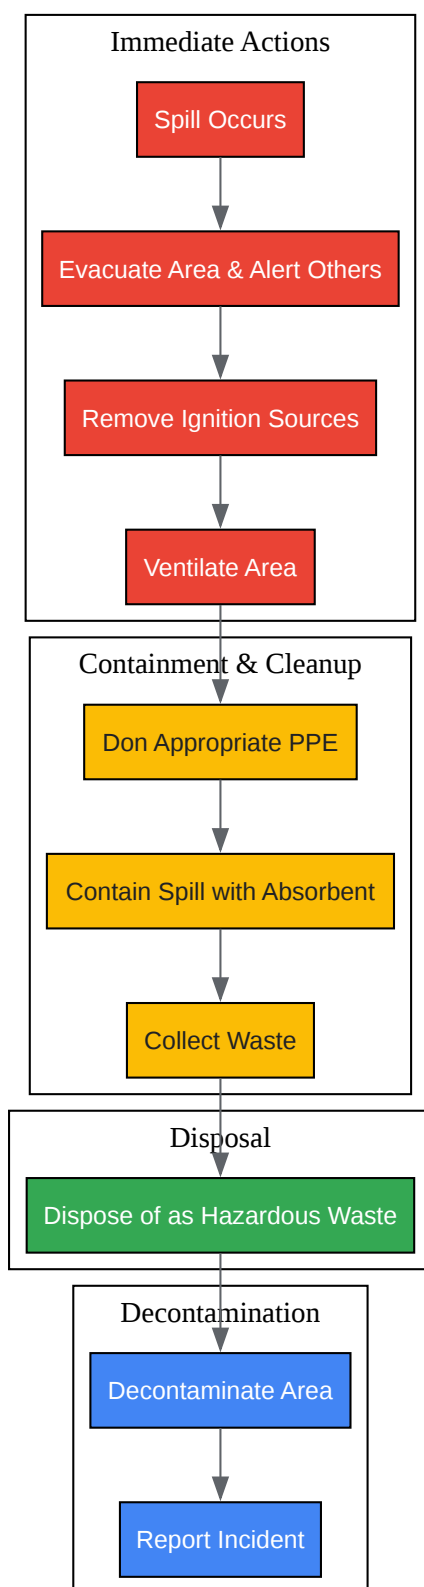 Immediate Actions
Spill Occurs
Evacuate Area & Alert Others
Remove Ignition Sources
Ventilate Area
Containment & Cleanup
Don Appropriate PPE
Contain Spill with Absorbent
Collect Waste
Disposal
Dispose of as Hazardous Waste
Decontamination
Decontaminate Area
Report Incident